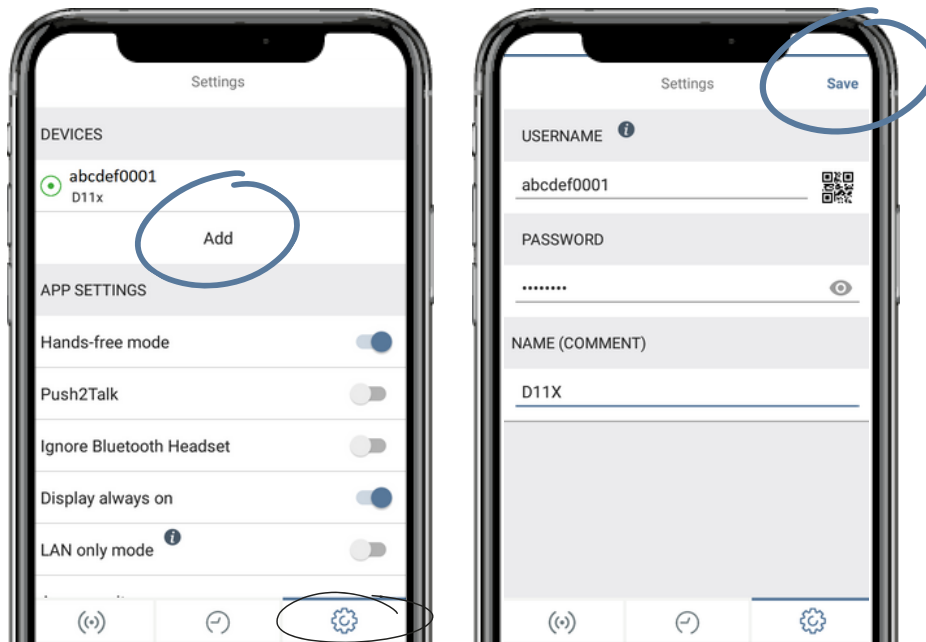 Settings
DEVICES
abcdef0001
D11x
Add
APP SETTINGS
Hands-free mode
Push2Talk
Ignore Bluetooth Headset
Display always on
LAN only mode i
Settings
Save
USERNAME i
abcdef0001
PASSWORD
••••••••
NAME (COMMENT)
D11X